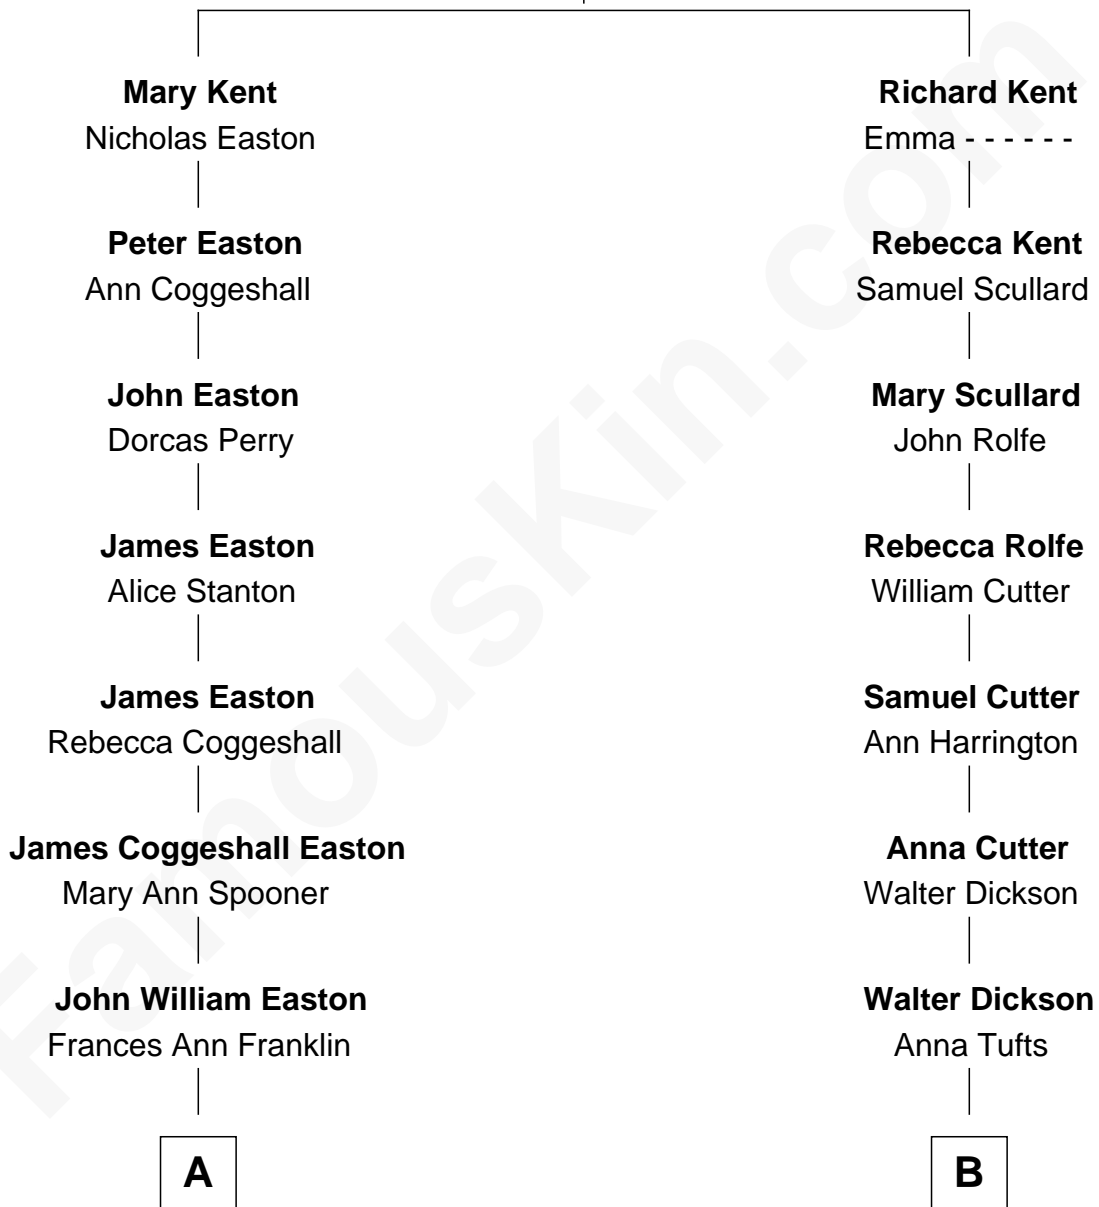 Mary Kent
Nicholas Easton
Peter Easton
Ann Coggeshall
John Easton
Dorcas Perry
James Easton
Alice Stanton
James Easton
Rebecca Coggeshall
James Coggeshall Easton
Mary Ann Spooner
John William Easton
Frances Ann Franklin
A
Richard Kent
Emma - - - - - -
Rebecca Kent
Samuel Scullard
Mary Scullard
John Rolfe
Rebecca Rolfe
William Cutter
Samuel Cutter
Ann Harrington
Anna Cutter
Walter Dickson
Walter Dickson
Anna Tufts
B
FamousKin.com